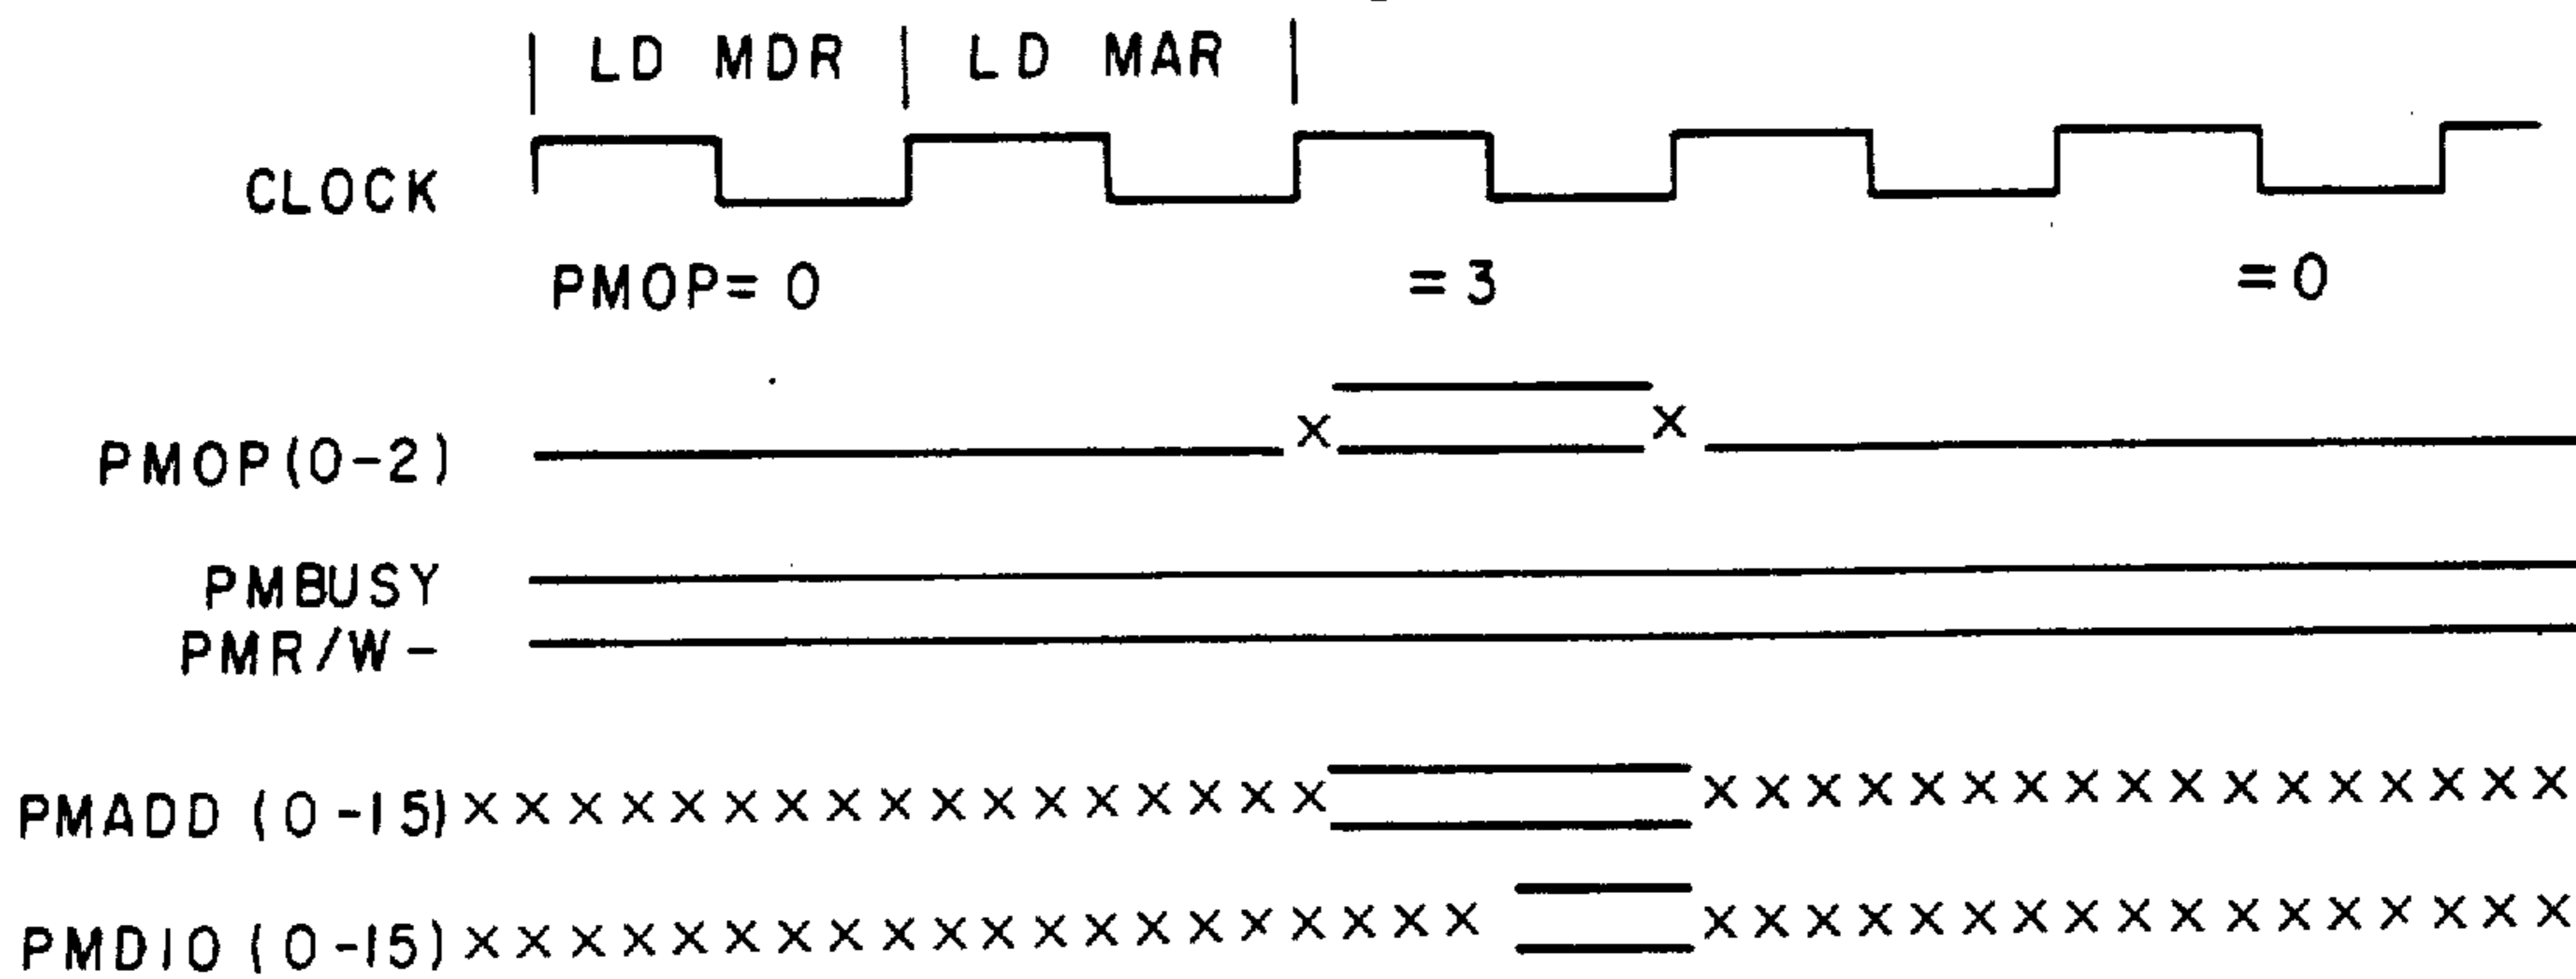 LD MDR LD MAR
CLOCK
PMOP= 0 =3 =0
PMOP(0-2)
PMBUSY
PMR/W-
PMADD (0-15)
PMDIO (0-15)